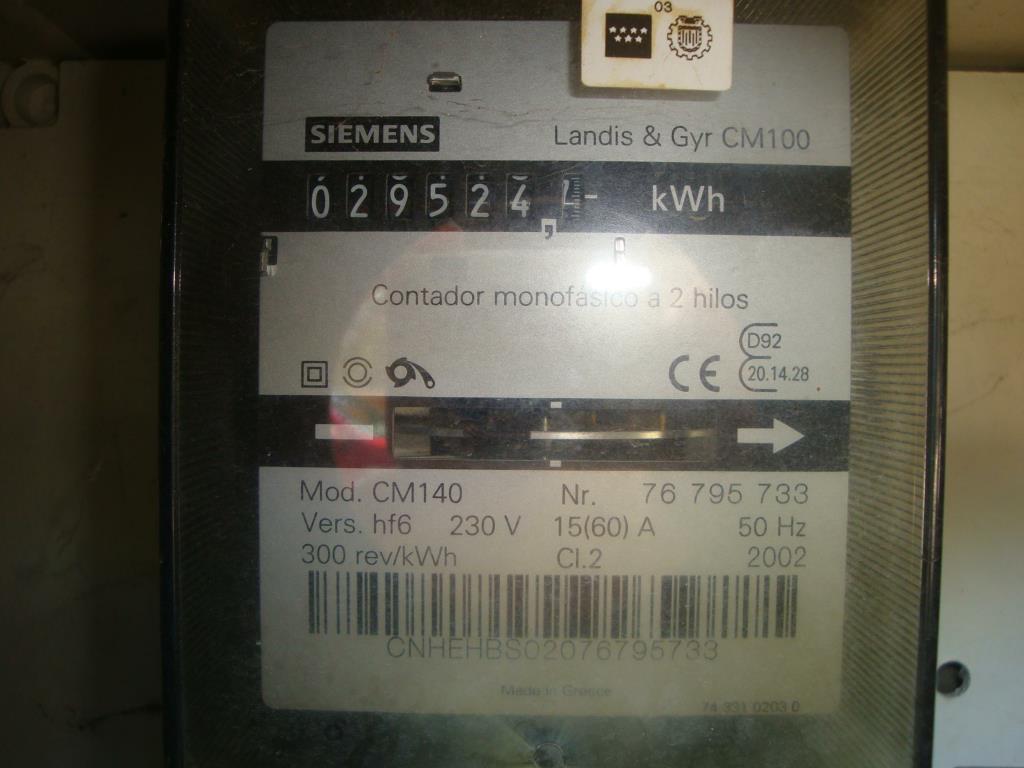 03
SIEMENS
Landis & Gyr CM100
029524, kWh
Contador monofásico a 2 hilos
D92
CE
20.14.28
Mod. CM140 Nr. 76 795 733
Vers. hf6 230 V 15(60) A 50 Hz
300 rev/kWh Cl.2 2002
CNHEHBS02076795733
Made in Greece
74 931 0203 0